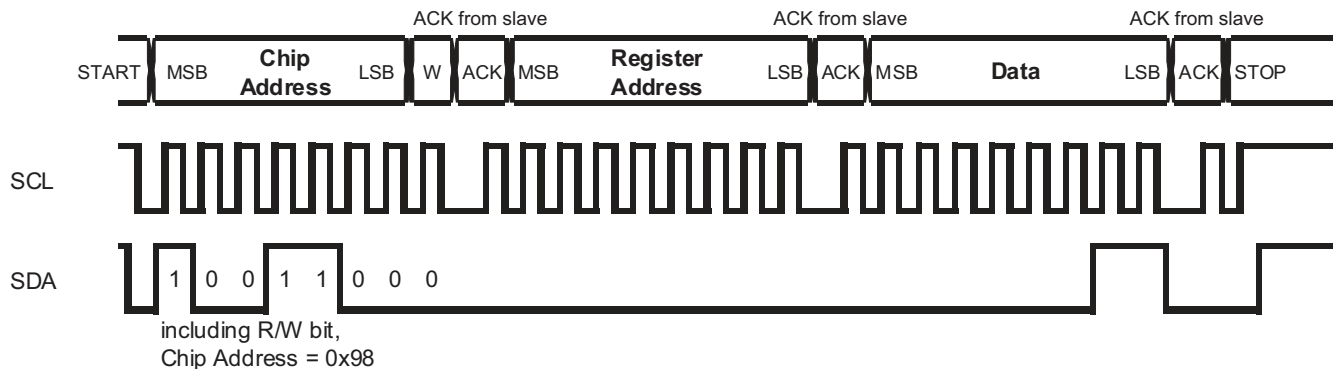 ACK from slave ACK from slave ACK from slave
START MSB Chip Address LSB W ACK MSB Register Address LSB ACK MSB Data LSB ACK STOP
SCL
SDA 1 0 0 1 1 0 0 0
including R/W bit,
Chip Address = 0x98